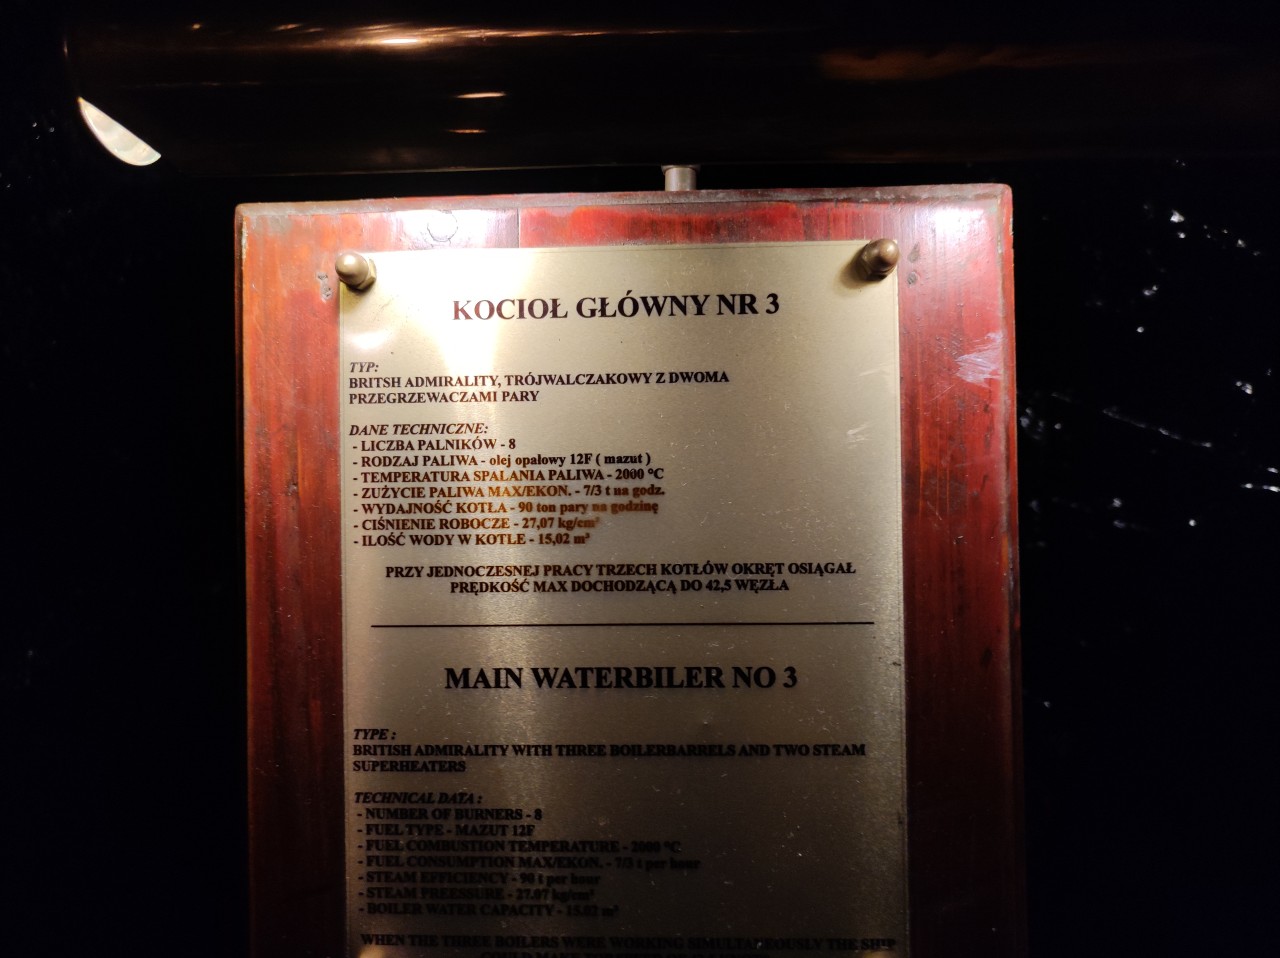 KOCIOŁ GŁÓWNY NR 3
TYP:
BRITSH ADMIRALITY, TRÓJWALCZAKOWY Z DWOMA
PRZEGRZEWACZAMI PARY
DANE TECHNICZNE:
- LICZBA PALNIKÓW - 8
- RODZAJ PALIWA - olej opałowy 12F ( mazut )
- TEMPERATURA SPALANIA PALIWA - 2000 °C
- ZUŻYCIE PALIWA MAX/EKON. - 7/3 t na godz.
- WYDAJNOŚĆ KOTŁA - 90 ton pary na godzinę
- CIŚNIENIE ROBOCZE - 27,07 kg/cm²
- ILOŚĆ WODY W KOTLE - 15,02 m³
PRZY JEDNOCZESNEJ PRACY TRZECH KOTŁÓW OKRĘT OSIĄGAŁ
PRĘDKOŚĆ MAX DOCHODZĄCĄ DO 42,5 WĘZŁA
MAIN WATERBILER NO 3
TYPE :
BRITISH ADMIRALITY WITH THREE BOILERBARRELS AND TWO STEAM
SUPERHEATERS
TECHNICAL DATA :
- NUMBER OF BURNERS - 8
- FUEL TYPE - MAZUT 12F
- FUEL COMBUSTION TEMPERATURE - 2000 °C
- FUEL CONSUMPTION MAX/EKON. - 7/3 t per hour
- STEAM EFFICIENCY - 90 t per hour
- STEAM PREESSURE - 27.07 kg/cm²
- BOILER WATER CAPACITY - 15.02 m³
WHEN THE THREE BOILERS WERE WORKING SIMULTANEOUSLY THE SHIP